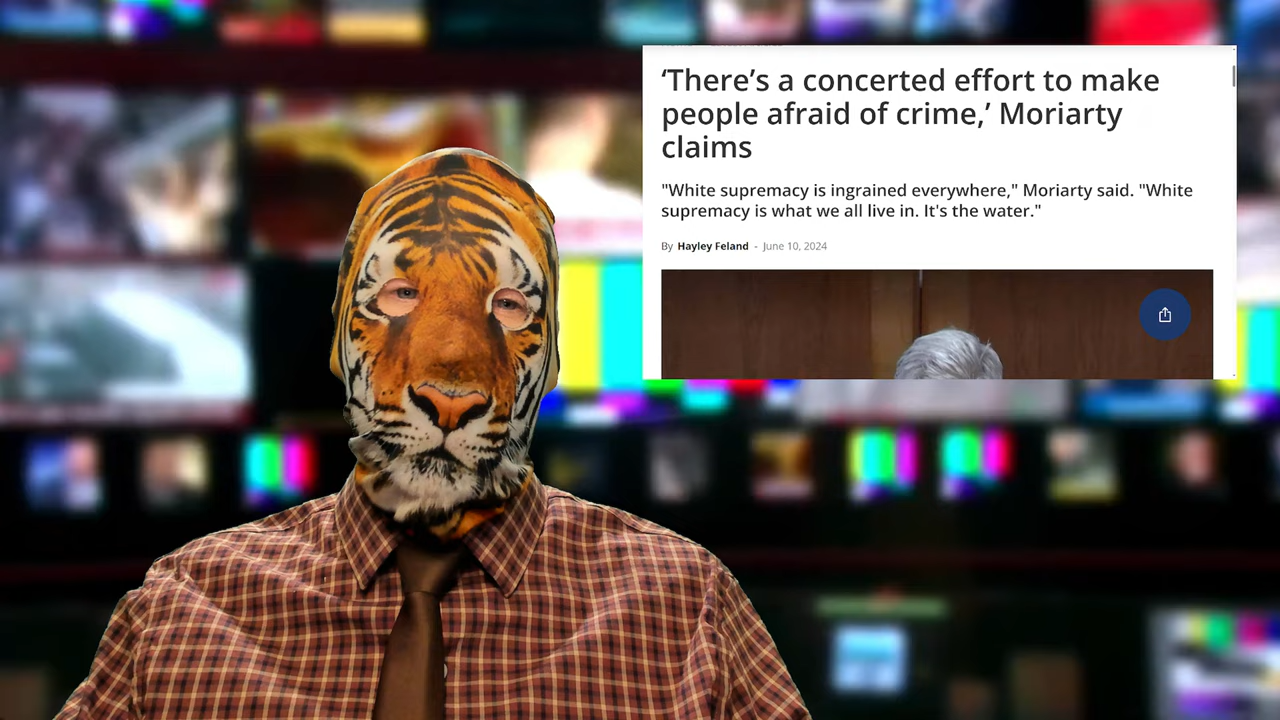 ‘There’s a concerted effort to make
people afraid of crime,’ Moriarty
claims
"White supremacy is ingrained everywhere," Moriarty said. "White
supremacy is what we all live in. It's the water."
By Hayley Feland - June 10, 2024